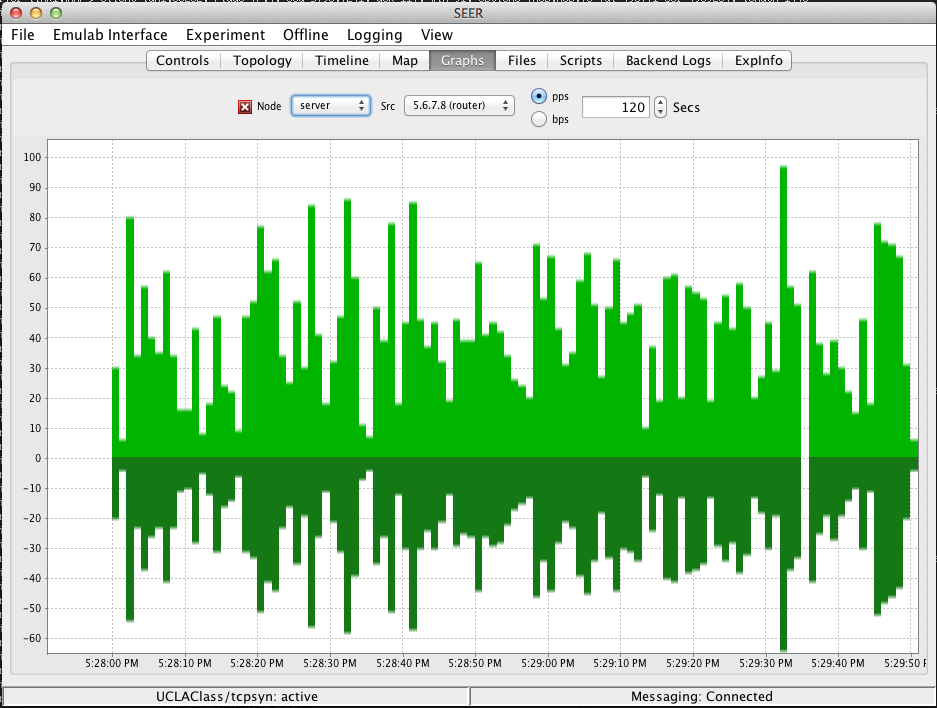 SEER
File Emulab Interface Experiment Offline Logging View
Controls Topology Timeline Map Graphs Files Scripts Backend Logs ExpInfo
Node server Src 5.6.7.8 (router) pps 120 Secs
bps
100
90
80
70
60
50
40
30
20
10
0
-10
-20
-30
-40
-50
-60
5:28:00 PM 5:28:10 PM 5:28:20 PM 5:28:30 PM 5:28:40 PM 5:28:50 PM 5:29:00 PM 5:29:10 PM 5:29:20 PM 5:29:30 PM 5:29:40 PM 5:29:50
UCLAClass/tcpsyn: active Messaging: Connected